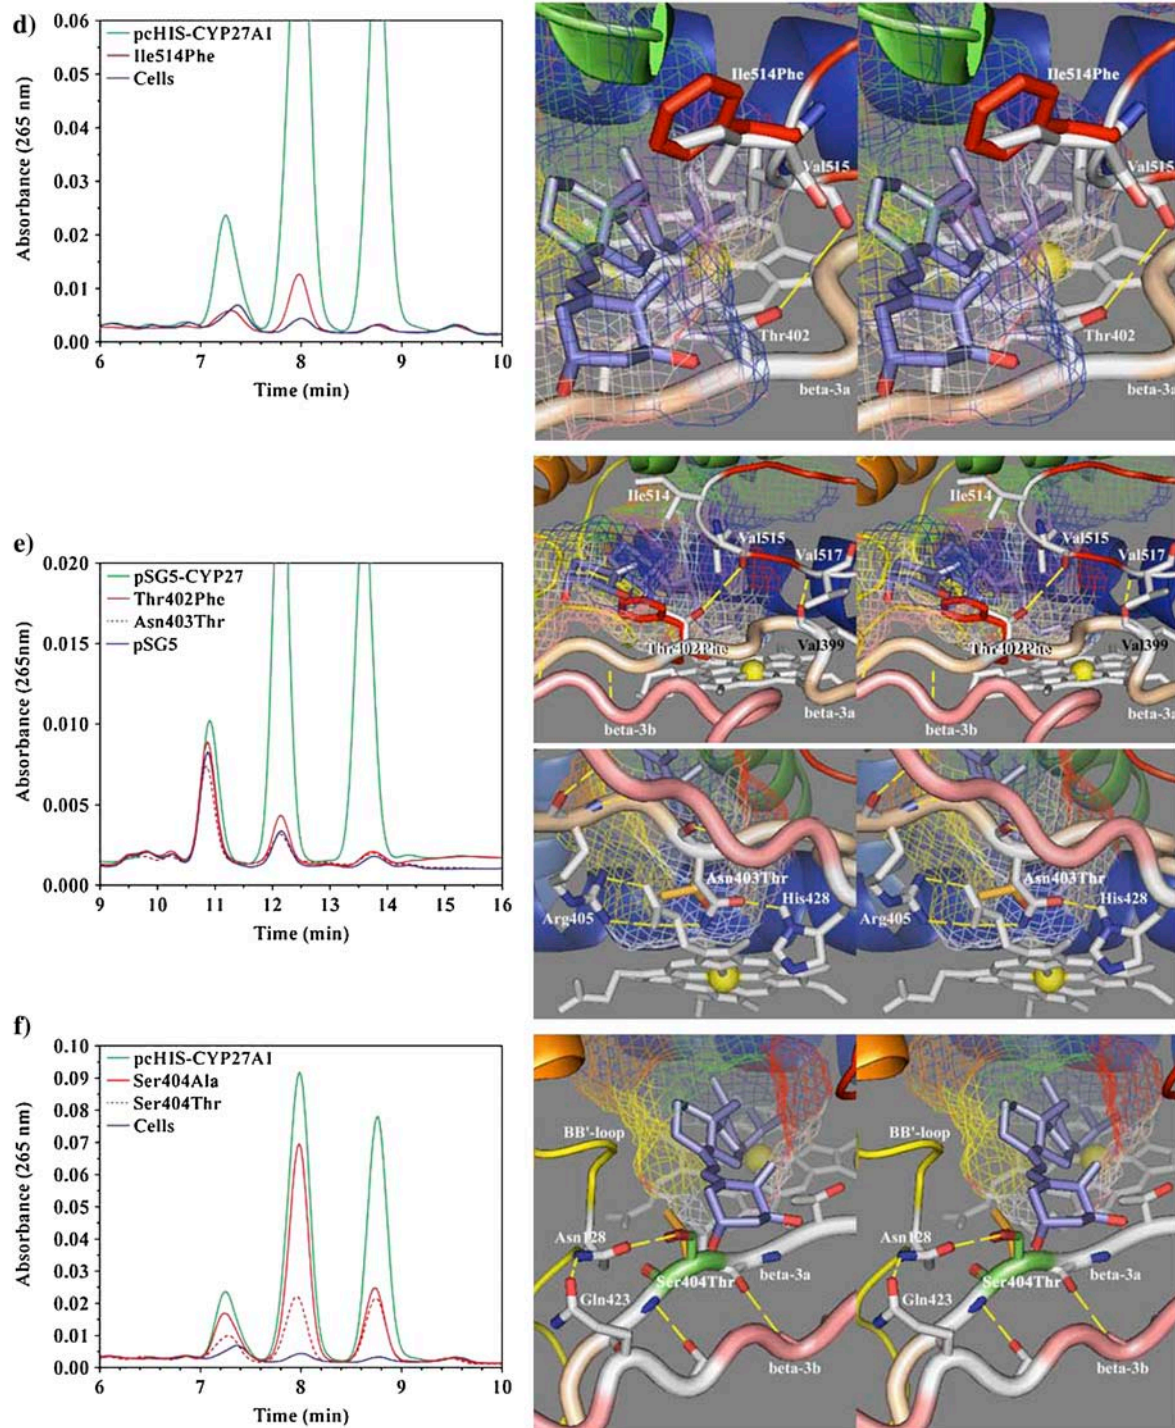 d)
pcHIS-CYP27A1
Ile514Phe
Cells
Absorbance (265 nm)
0.06
0.05
0.04
0.03
0.02
0.01
0.00
6 7 8 9 10
Time (min)
Ile514Phe Ile514Phe
Val515 Val515
Thr402 Thr402
beta-3a beta-3a
e)
pSG5-CYP27
Thr402Phe
Asn403Thr
pSG5
Absorbance (265nm)
0.020
0.015
0.010
0.005
0.000
9 10 11 12 13 14 15 16
Time (min)
Ile514 Ile514
Val515 Val517 Val515 Val517
Thr402Phe Val399 Thr402Phe Val399
beta-3a beta-3a
beta-3b beta-3b
Asn403Thr Asn403Thr
Arg405 His428 Arg405 His428
f)
pcHIS-CYP27A1
Ser404Ala
Ser404Thr
Cells
Absorbance (265 nm)
0.10
0.09
0.08
0.07
0.06
0.05
0.04
0.03
0.02
0.01
0.00
6 7 8 9 10
Time (min)
BB'-loop BB'-loop
Asn128 Asn128
Ser404Thr beta-3a Ser404Thr beta-3a
Gln423 Gln423
beta-3b beta-3b